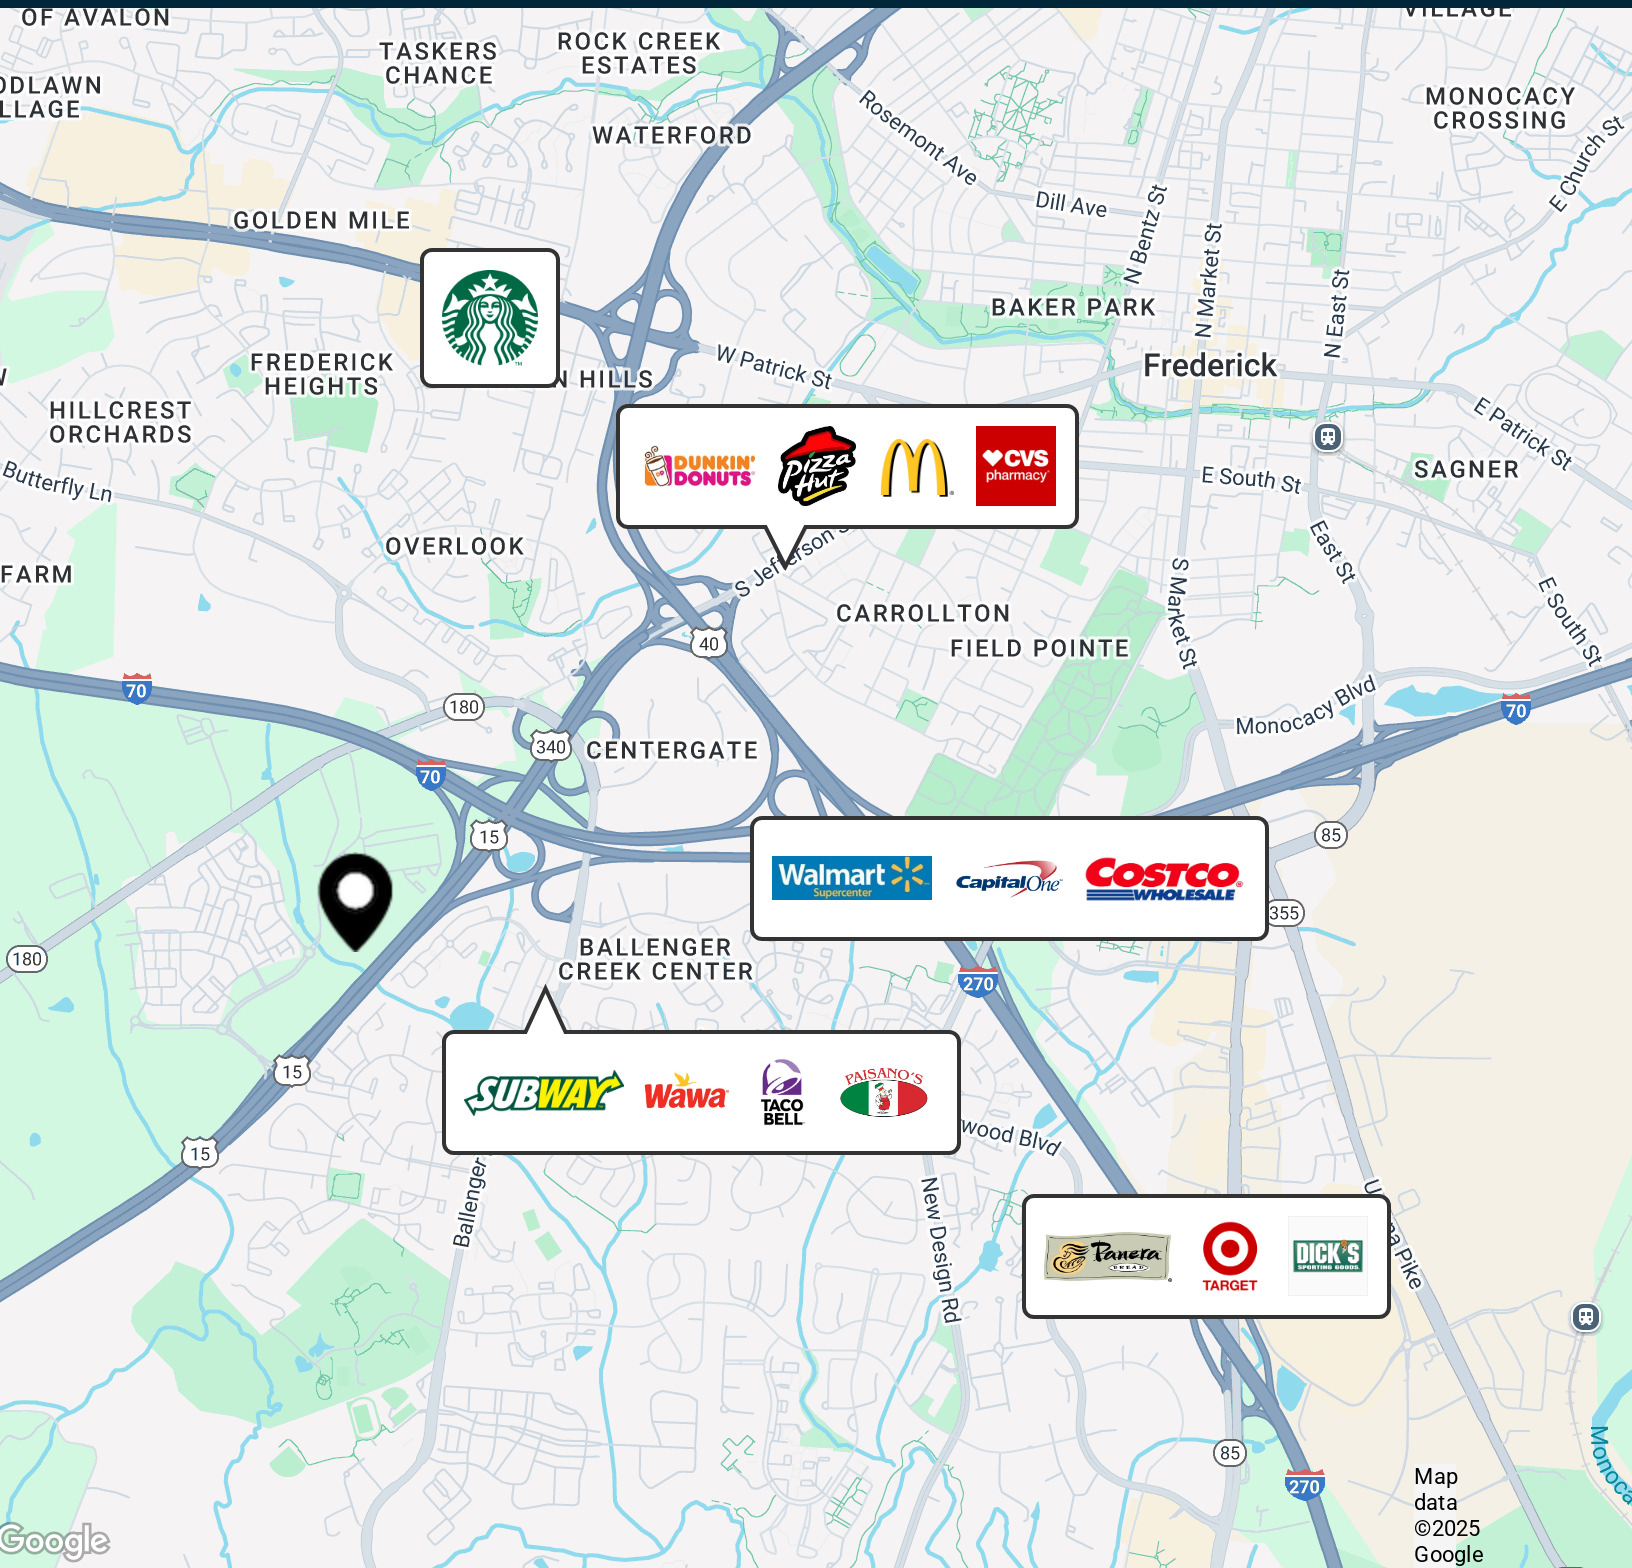 OF AVALON
VILLAGE
TASKERS
CHANCE
ROCK CREEK
ESTATES
ODLAWN
LLAGE
MONOCACY
CROSSING
WATERFORD
Rosemont Ave
E Church St
Dill Ave
N Bentz St
GOLDEN MILE
N Market St
N East St
BAKER PARK
W Patrick St
Frederick
FREDERICK
HEIGHTS
N HILLS
HILLCREST
ORCHARDS
E Patrick St
Butterfly Ln
DUNKIN'
DONUTS
Pizza
Hut
CVS
pharmacy
SAGNER
E South St
OVERLOOK
S Jefferson S
East St
FARM
S Market St
E South St
CARROLLTON
FIELD POINTE
40
70
180
Monocacy Blvd
70
340
CENTERGATE
70
15
85
Walmart
Supercenter
CapitalOne
COSTCO
WHOLESALE
355
180
BALLENGER
CREEK CENTER
270
15
SUBWAY
Wawa
TACO
BELL
PAISANO'S
15
wood Blvd
Ballenger
New Design Rd
Panera
BREAD
TARGET
DICK'S
SPORTING GOODS
na Pike
85
270
Monoca
Map
data
©2025
Google
Google